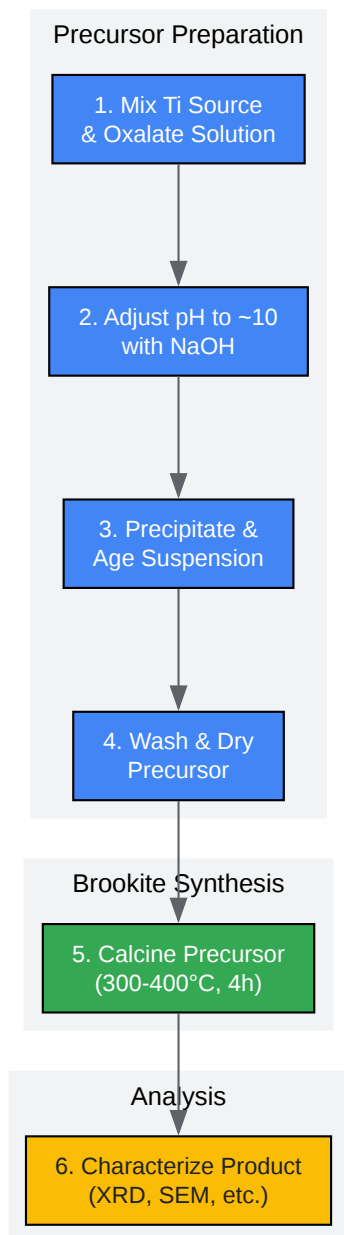 Precursor Preparation
1. Mix Ti Source
& Oxalate Solution
2. Adjust pH to ~10
with NaOH
3. Precipitate &
Age Suspension
4. Wash & Dry
Precursor
Brookite Synthesis
5. Calcine Precursor
(300-400°C, 4h)
Analysis
6. Characterize Product
(XRD, SEM, etc.)